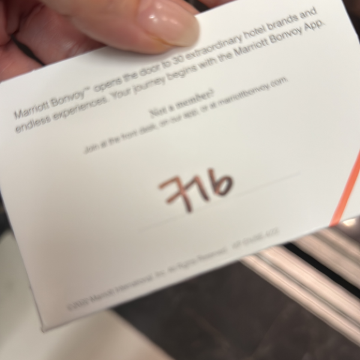 Marriott Bonvoy™ opens the door to 30 extraordinary hotel brands and
endless experiences. Your journey begins with the Marriott Bonvoy App.
Not a member?
Join at the front desk, on our app, or at marriottbonvoy.com
716
©2022 Marriott International, Inc. All Rights Reserved.